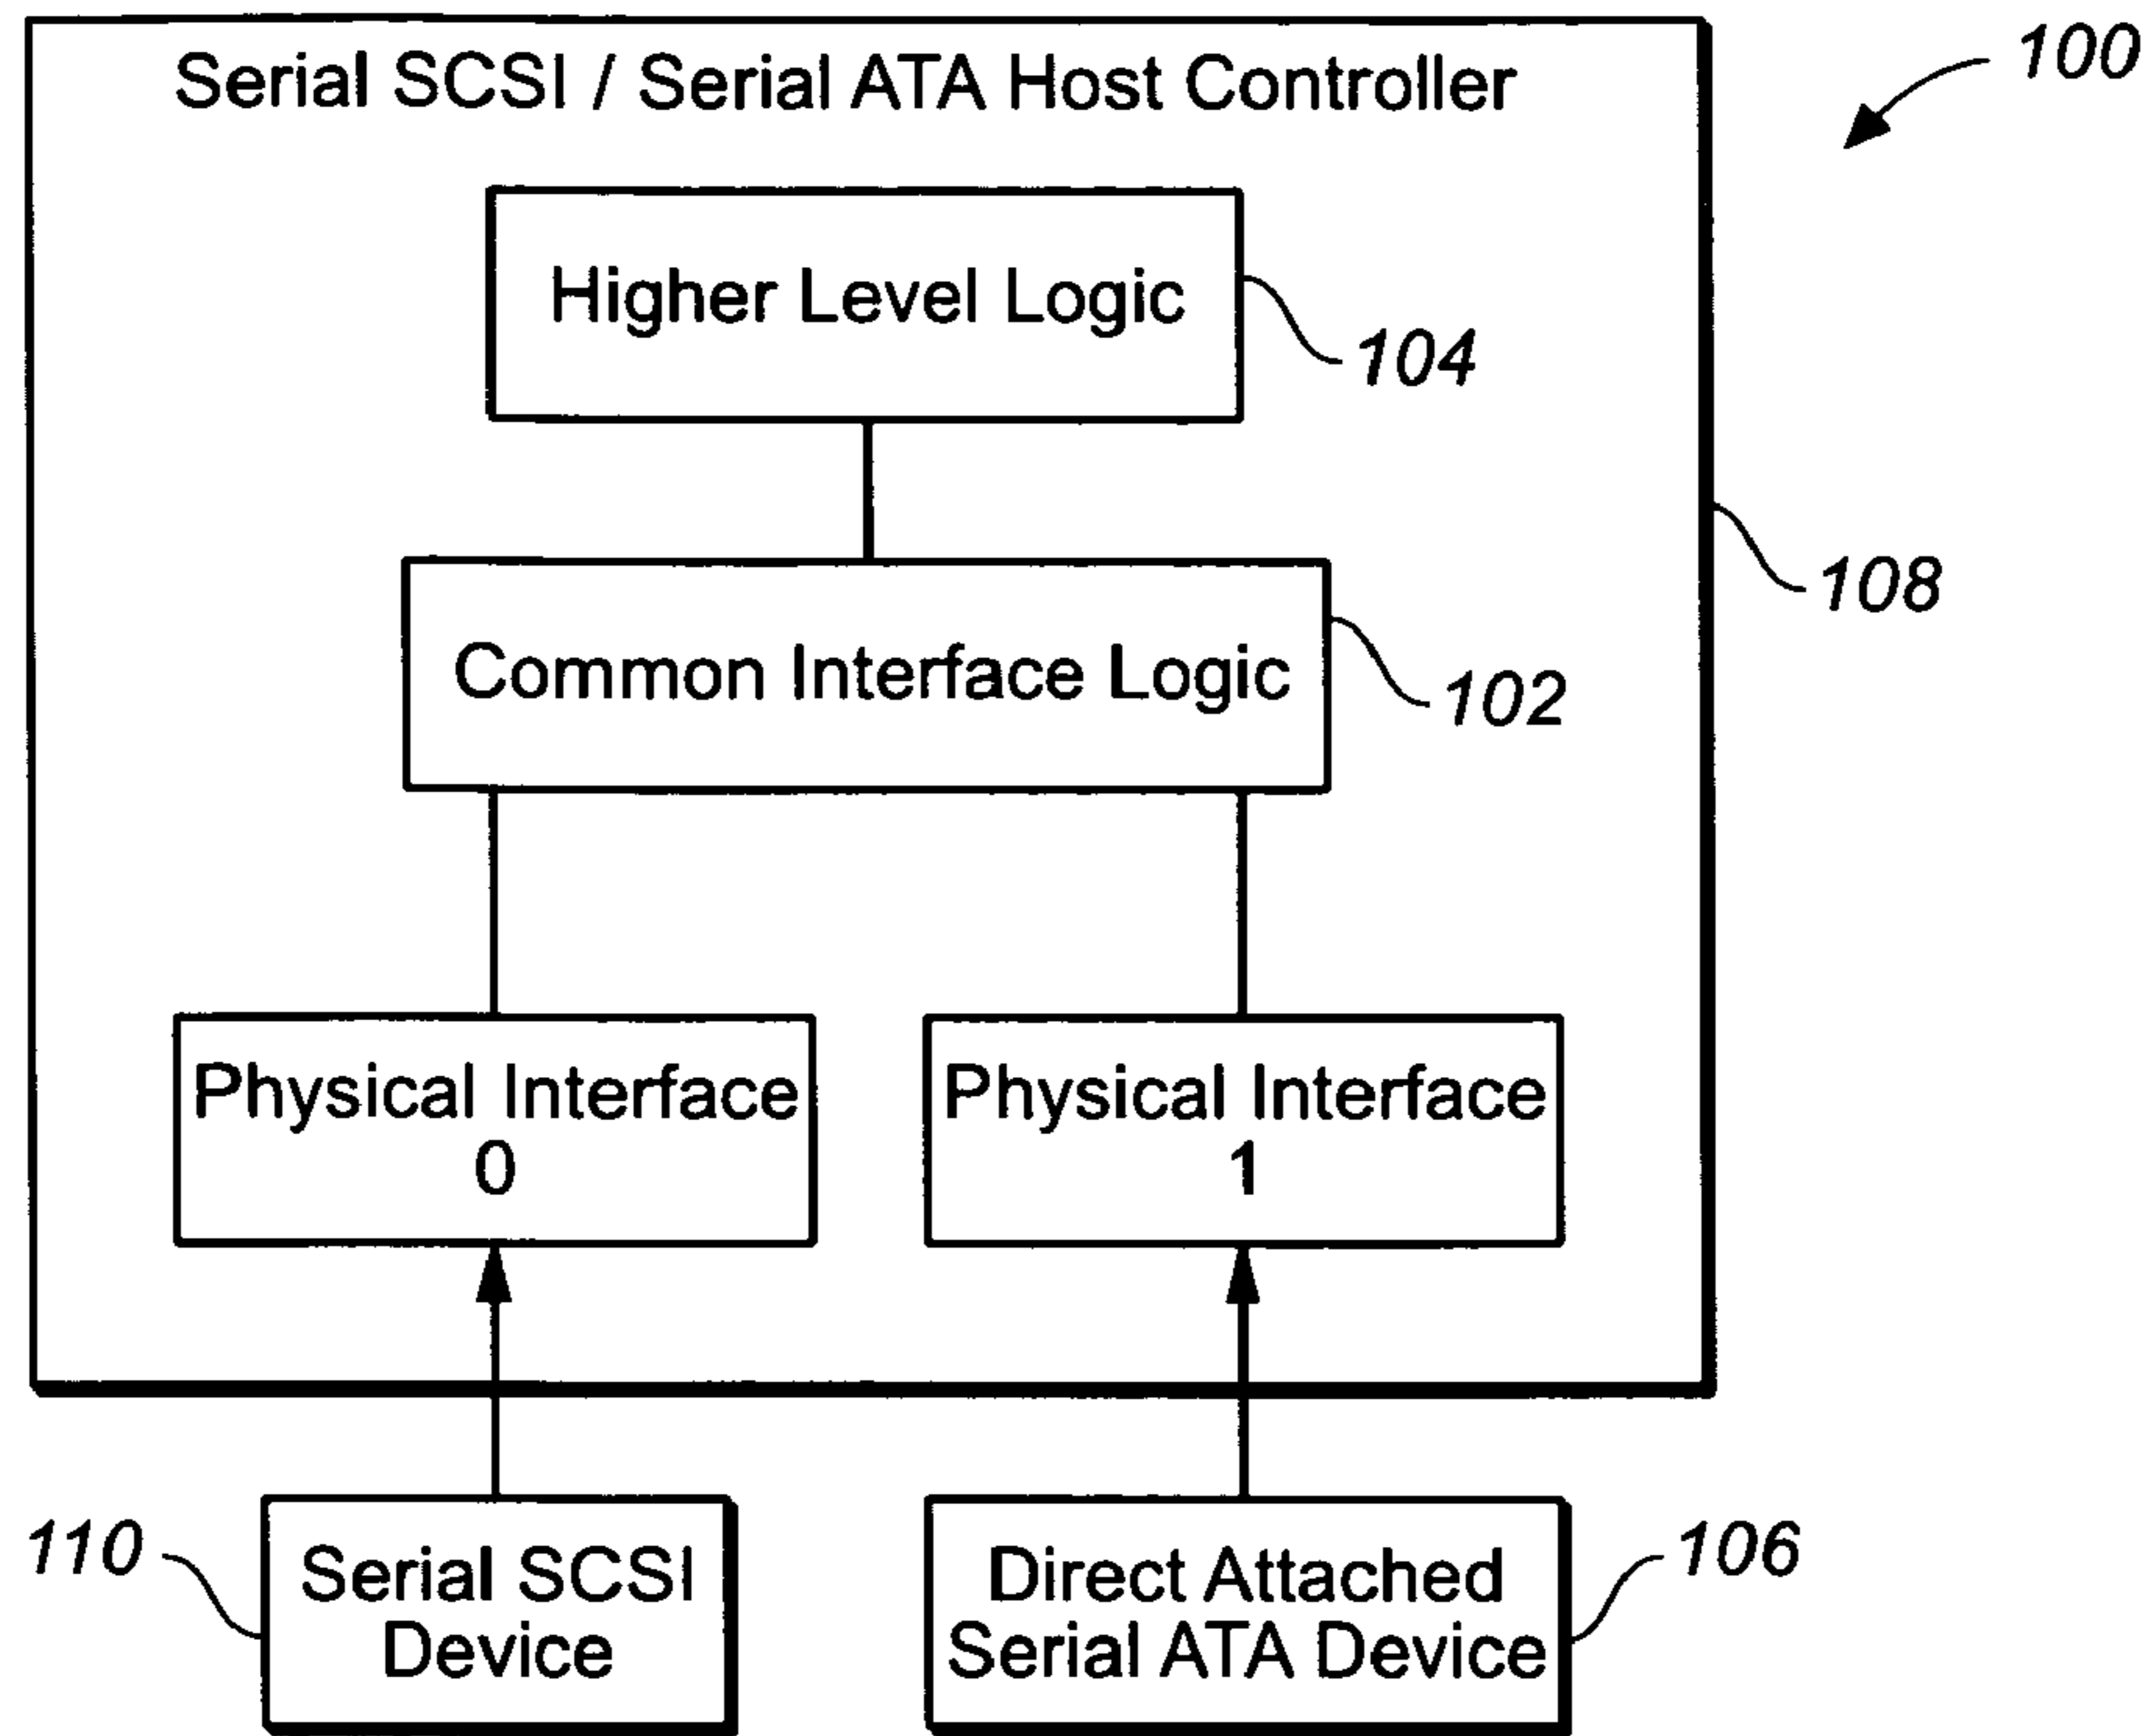 Serial SCSI / Serial ATA Host Controller
100
Higher Level Logic
104
108
Common Interface Logic
102
Physical Interface
0
Physical Interface
1
110
Serial SCSI
Device
Direct Attached
Serial ATA Device
106